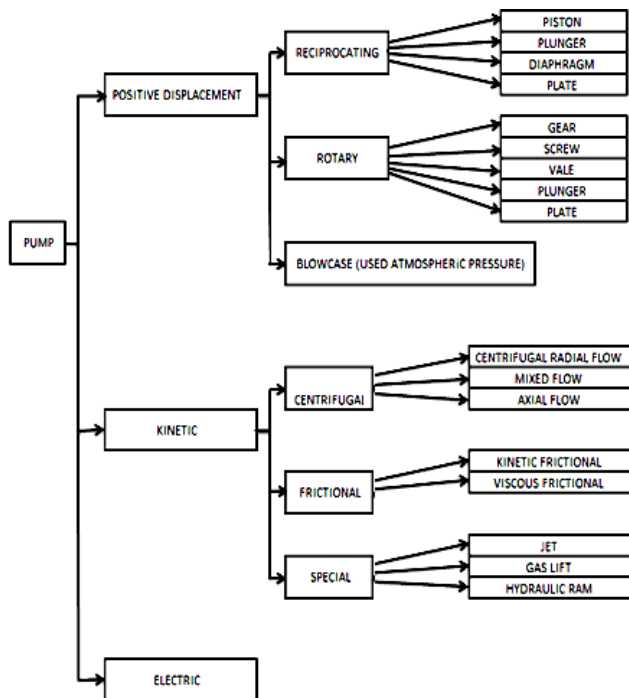 PUMP
POSITIVE DISPLACEMENT
RECIPROCATING
PISTON
PLUNGER
DIAPHRAGM
PLATE
ROTARY
GEAR
SCREW
VALE
PLUNGER
PLATE
BLOWCASE (USED ATMOSPHERiC PRESSURE)
KINETIC
CENTRIFUGAI
CENTRIFUGAL RADIAL FLOW
MIXED FLOW
AXIAL FLOW
FRICTIONAL
KINETIC FRICTIONAL
VISCOUS FRICTIONAL
SPECIAL
JET
GAS LIFT
HYDRAULIC RAM
ELECTRIC